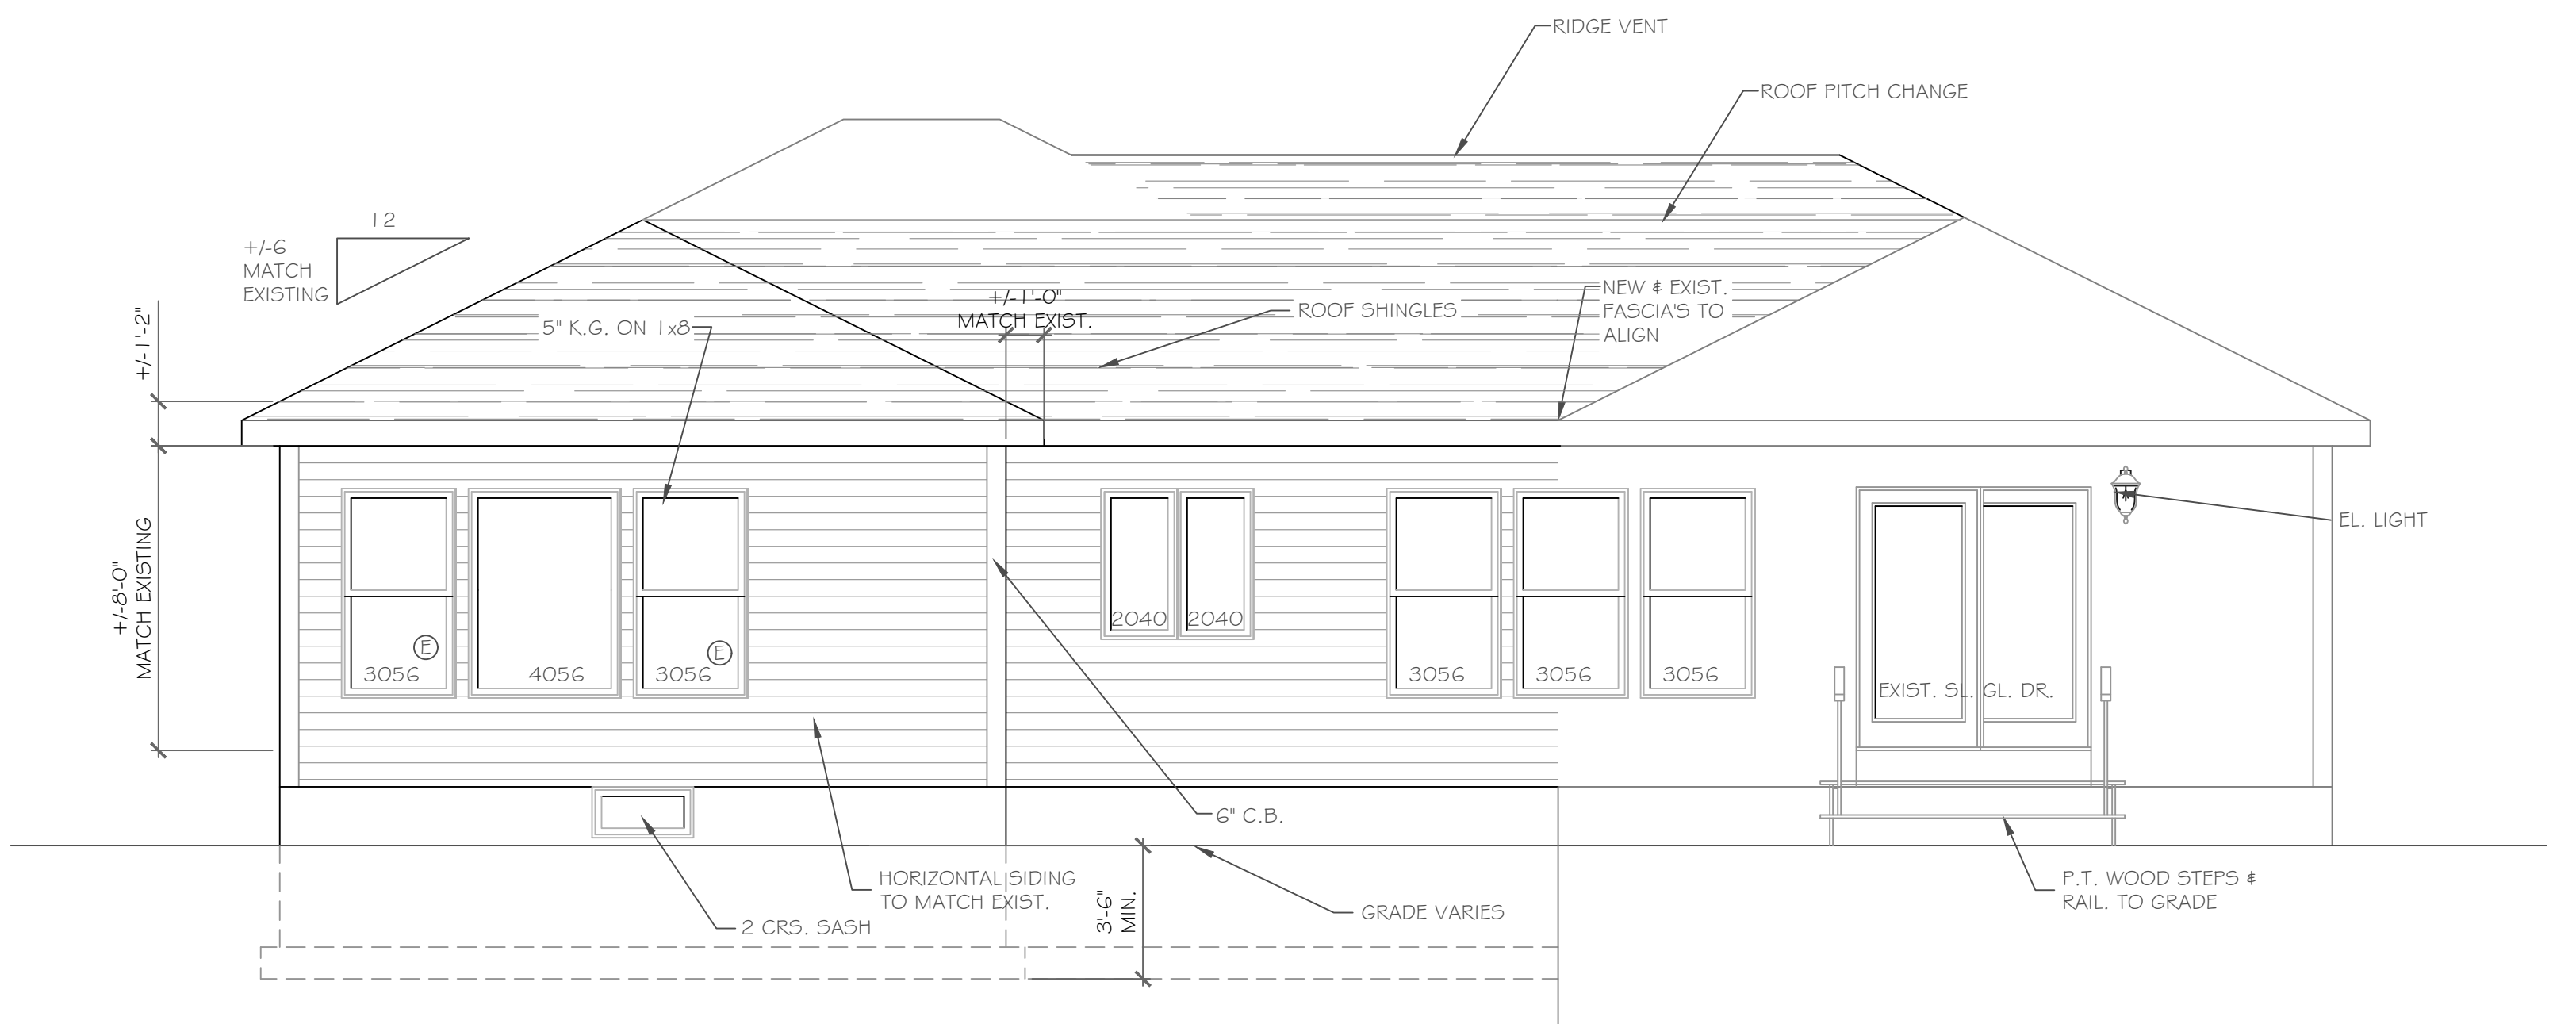 RIDGE VENT
ROOF PITCH CHANGE
12
+/-6
MATCH
EXISTING
+/-1'-2"
5" K.G. ON 1x8
+/-1'-0"
MATCH EXIST.
ROOF SHINGLES
NEW & EXIST.
FASCIA'S TO
ALIGN
+/-8'-0"
MATCH EXISTING
EL. LIGHT
2040
2040
E
E
3056
4056
3056
3056
3056
3056
EXIST. SL. GL. DR.
6" C.B.
HORIZONTAL SIDING
TO MATCH EXIST.
2 CRS. SASH
3'-6"
MIN.
GRADE VARIES
P.T. WOOD STEPS &
RAIL. TO GRADE